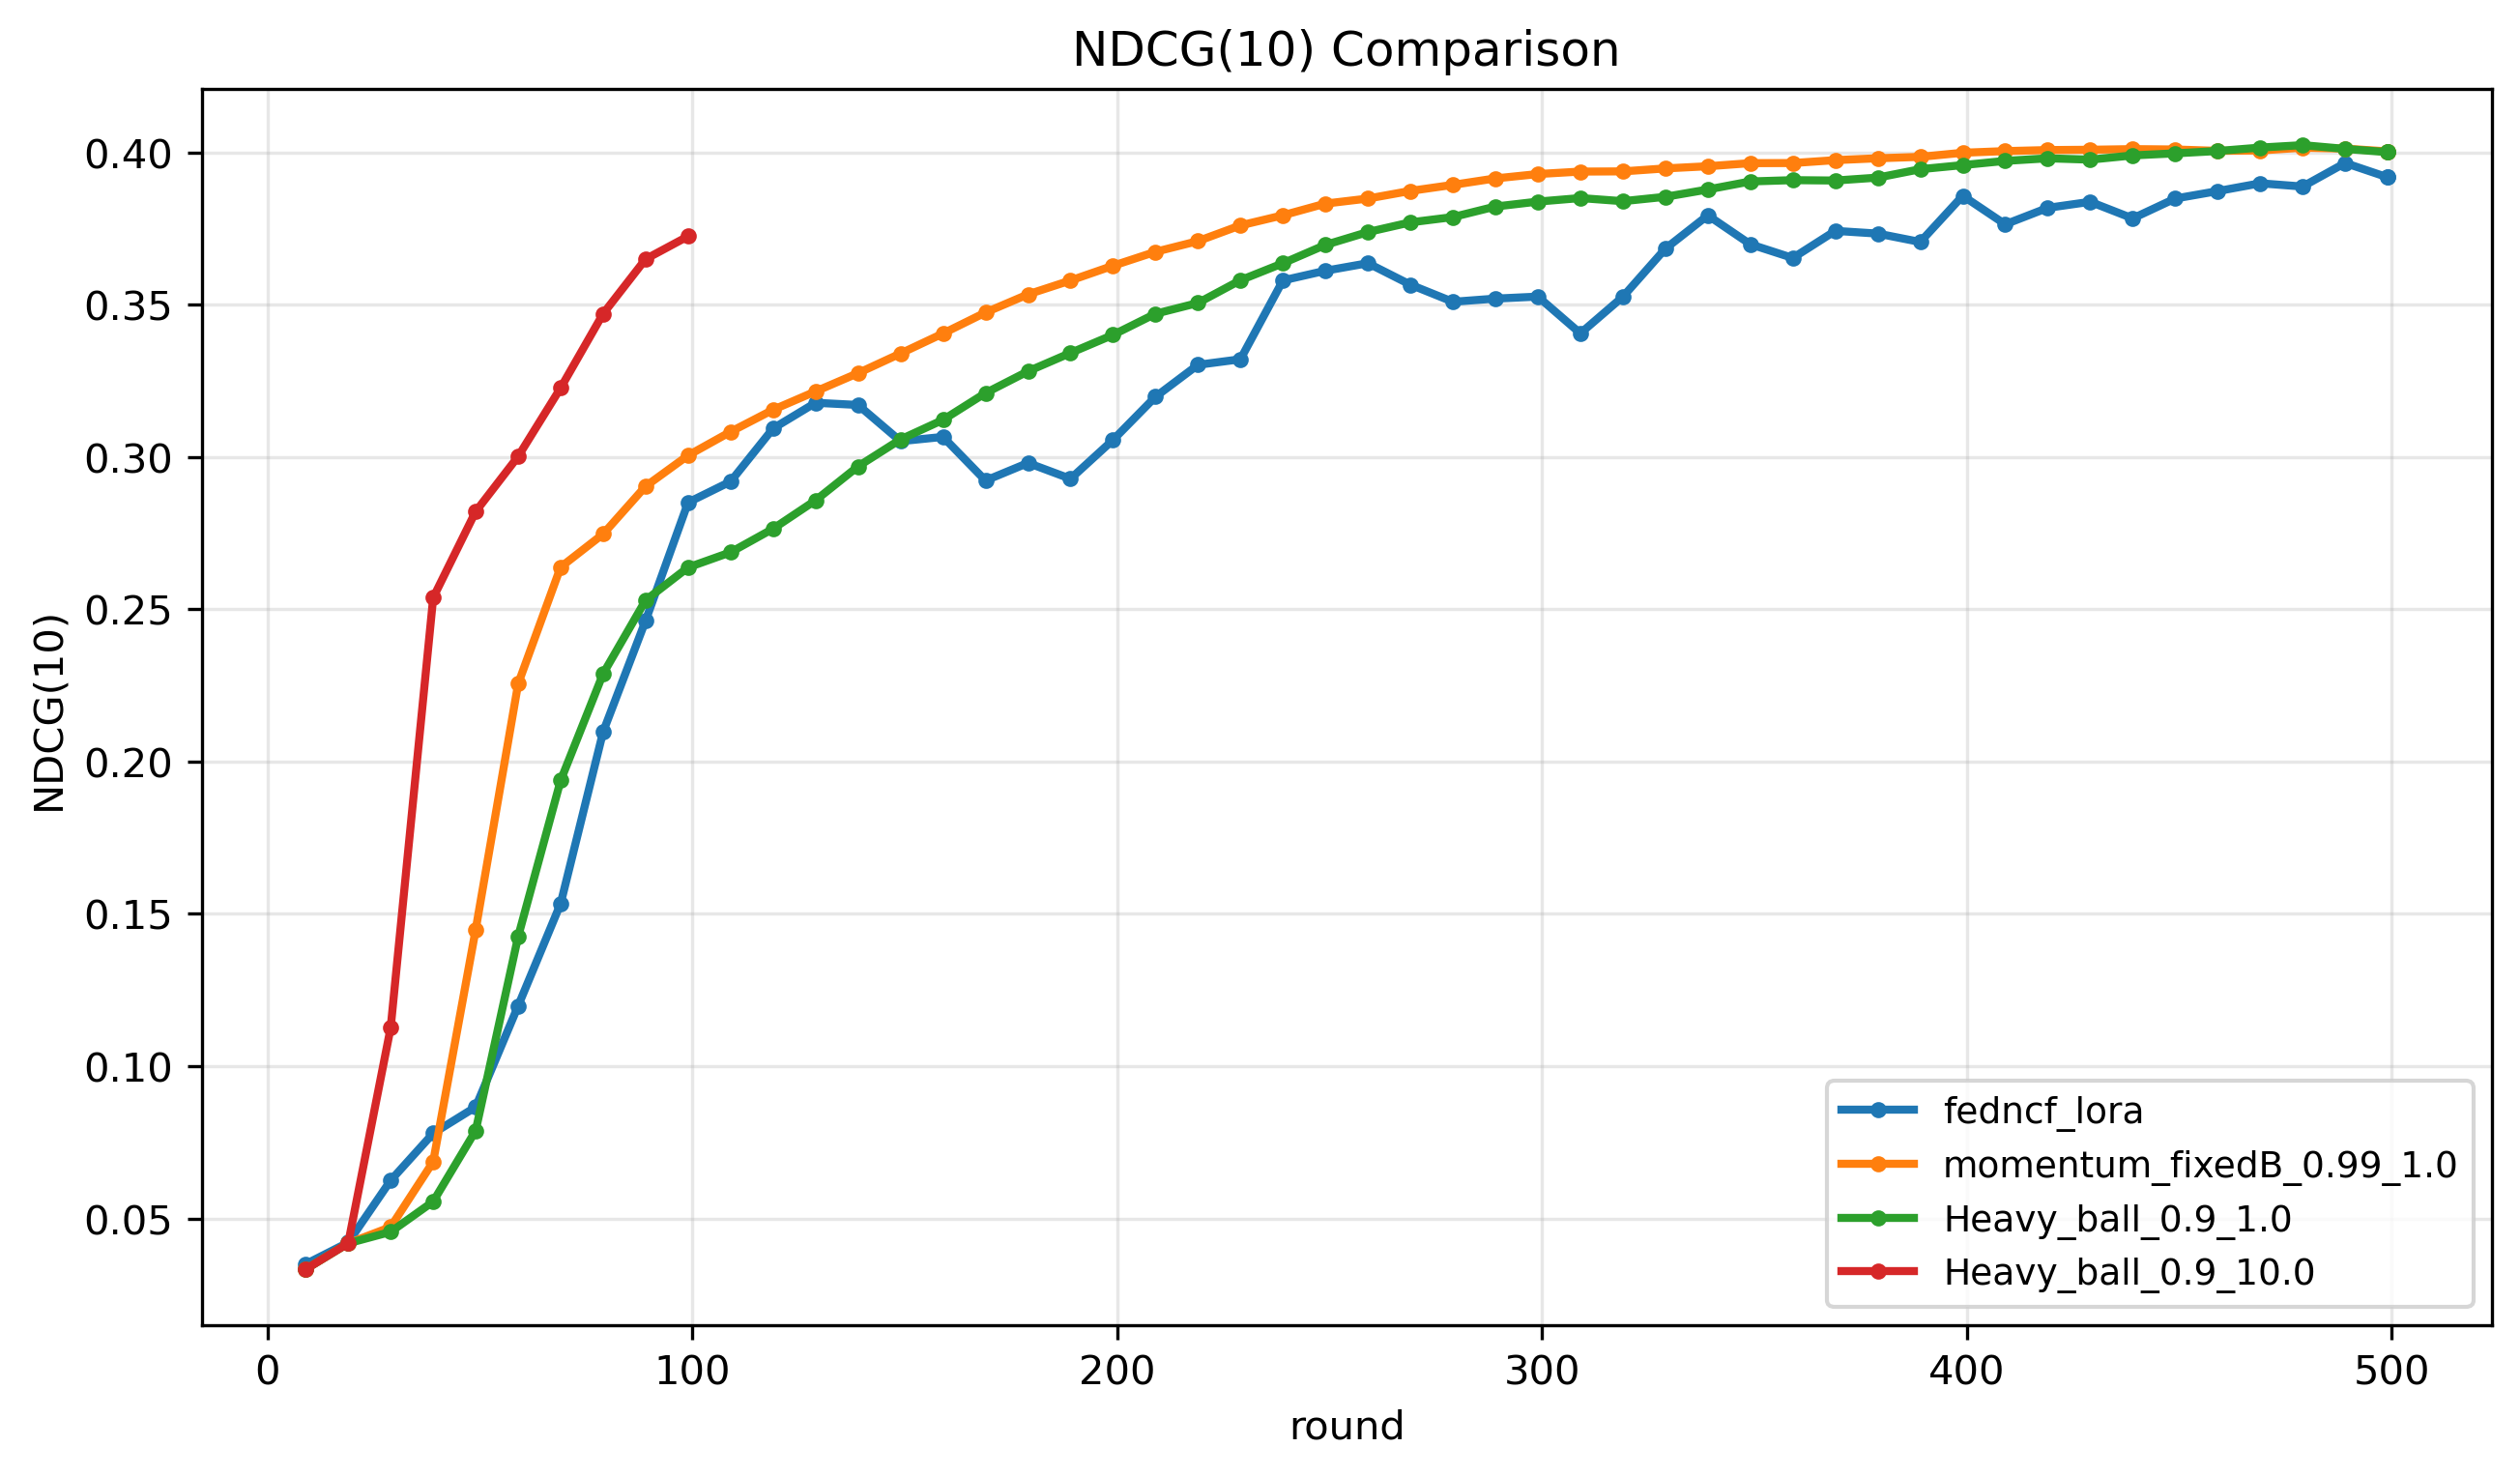 NDCG(10) Comparison
NDCG(10)
0.40
0.35
0.30
0.25
0.20
0.15
0.10
0.05
0 100 200 300 400 500
round
fedncf_lora
momentum_fixedB_0.99_1.0
Heavy_ball_0.9_1.0
Heavy_ball_0.9_10.0